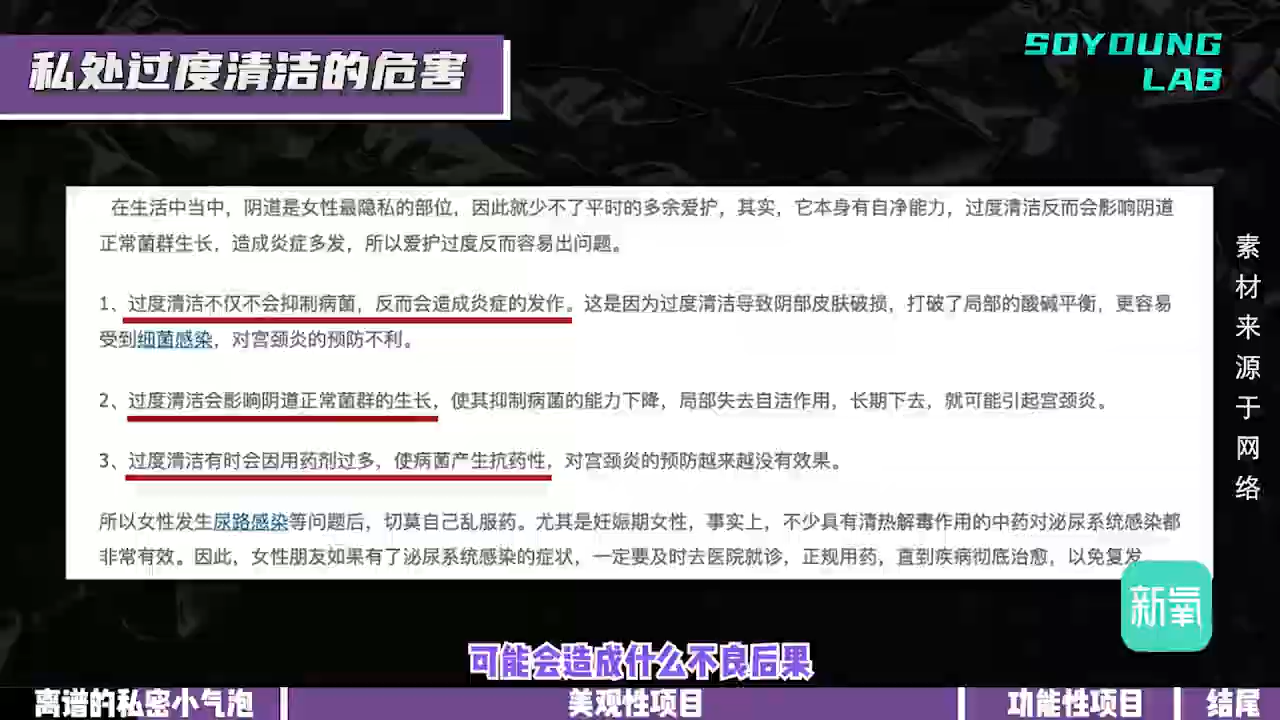 私处过度清洁的危害
SOYOUNG
LAB
在生活中当中，阴道是女性最隐私的部位，因此就少不了平时的多余爱护，其实，它本身有自净能力，过度清洁反而会影响阴道
正常菌群生长，造成炎症多发，所以爱护过度反而容易出问题。
1、过度清洁不仅不会抑制病菌，反而会造成炎症的发作。这是因为过度清洁导致阴部皮肤破损，打破了局部的酸碱平衡，更容易
受到细菌感染，对宫颈炎的预防不利。
2、过度清洁会影响阴道正常菌群的生长，使其抑制病菌的能力下降，局部失去自洁作用，长期下去，就可能引起宫颈炎。
3、过度清洁有时会因用药剂过多，使病菌产生抗药性，对宫颈炎的预防越来越没有效果。
所以女性发生尿路感染等问题后，切莫自己乱服药。尤其是妊娠期女性，事实上，不少具有清热解毒作用的中药对泌尿系统感染都
非常有效。因此，女性朋友如果有了泌尿系统感染的症状，一定要及时去医院就诊，正规用药，直到疾病彻底治愈，以免复发
素材来源于网络
新氧
可能会造成什么不良后果
离谱的私密小气泡
美观性项目
功能性项目
结尾